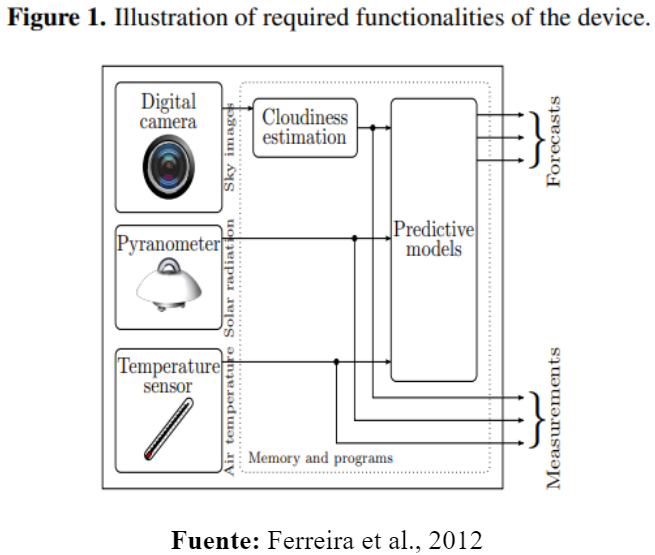 Figure 1. Illustration of required functionalities of the device.
Digital
camera
Sky images
Cloudiness
estimation
Forecasts
Pyranometer
Solar radiation
Predictive
models
Temperature
sensor
Air temperature
Measurements
Memory and programs
Fuente: Ferreira et al., 2012